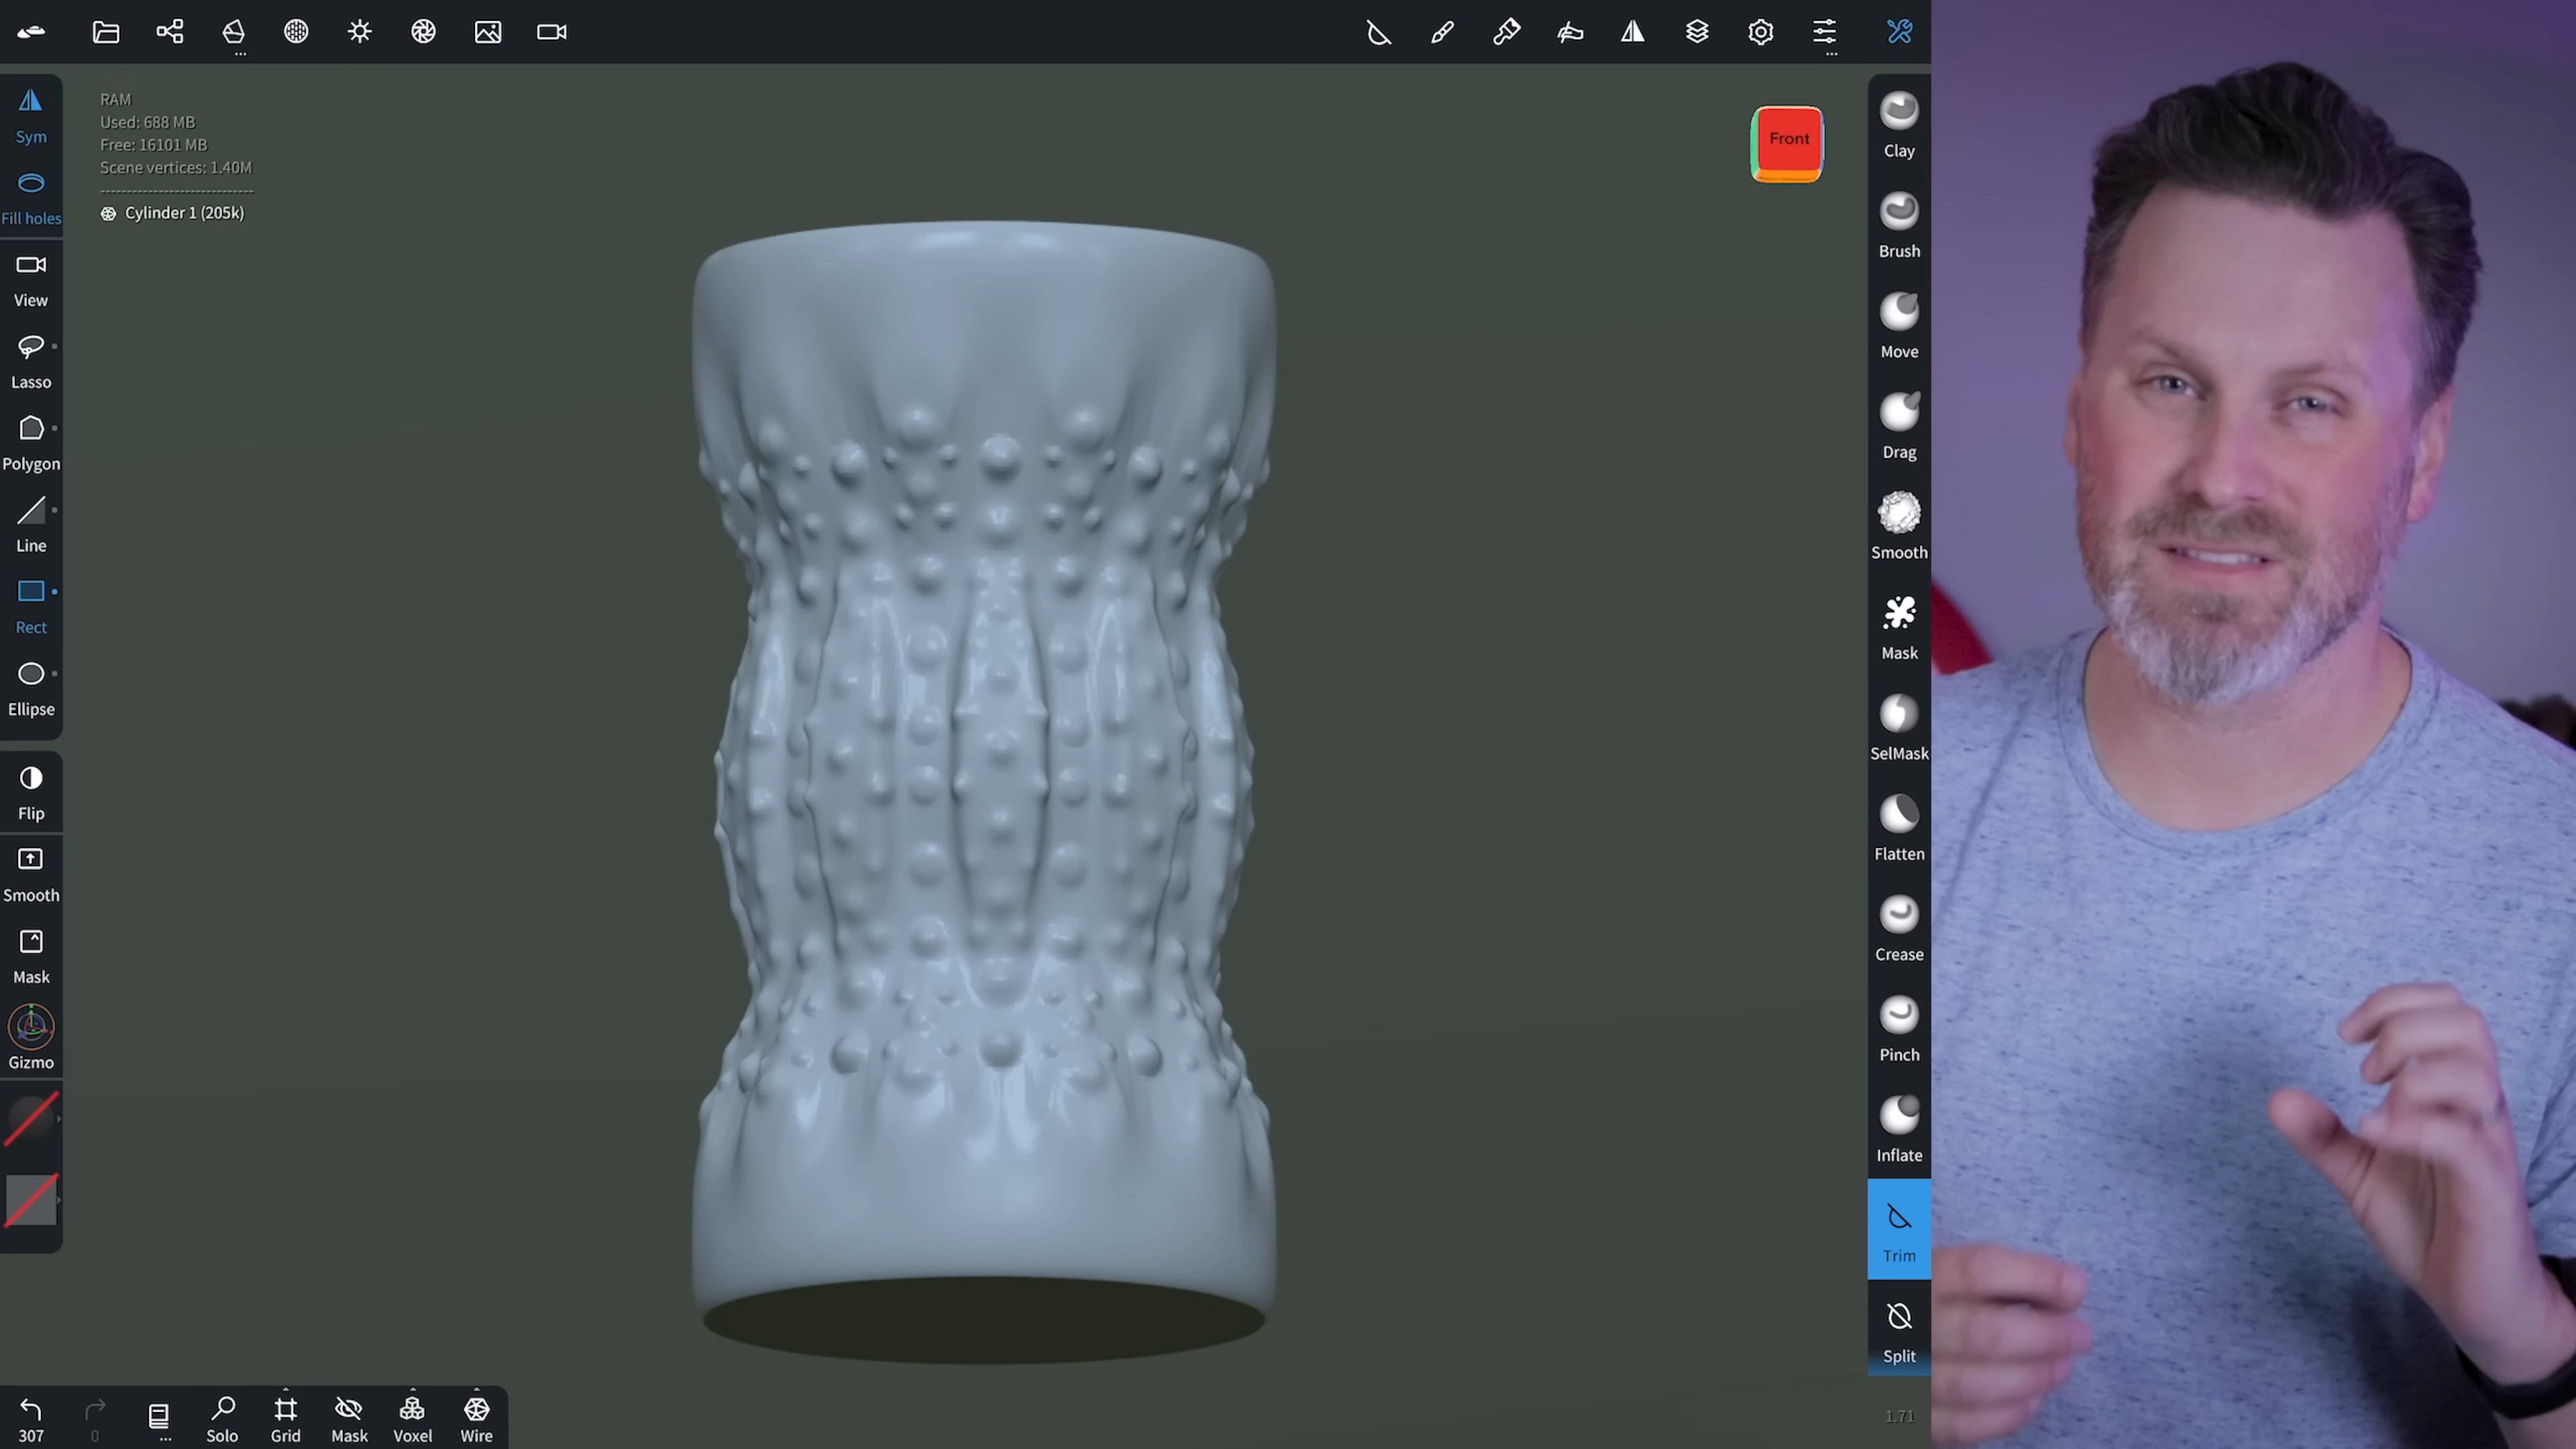 RAM
Used: 688 MB
Free: 16101 MB
Scene vertices: 1.40M
Cylinder 1 (205k)
Front
Sym
Fill holes
View
Lasso
Polygon
Line
Rect
Ellipse
Flip
Smooth
Mask
Gizmo
Clay
Brush
Move
Drag
Smooth
Mask
SelMask
Flatten
Crease
Pinch
Inflate
Trim
Split
1.71
307
0
...
Solo
Grid
Mask
Voxel
Wire